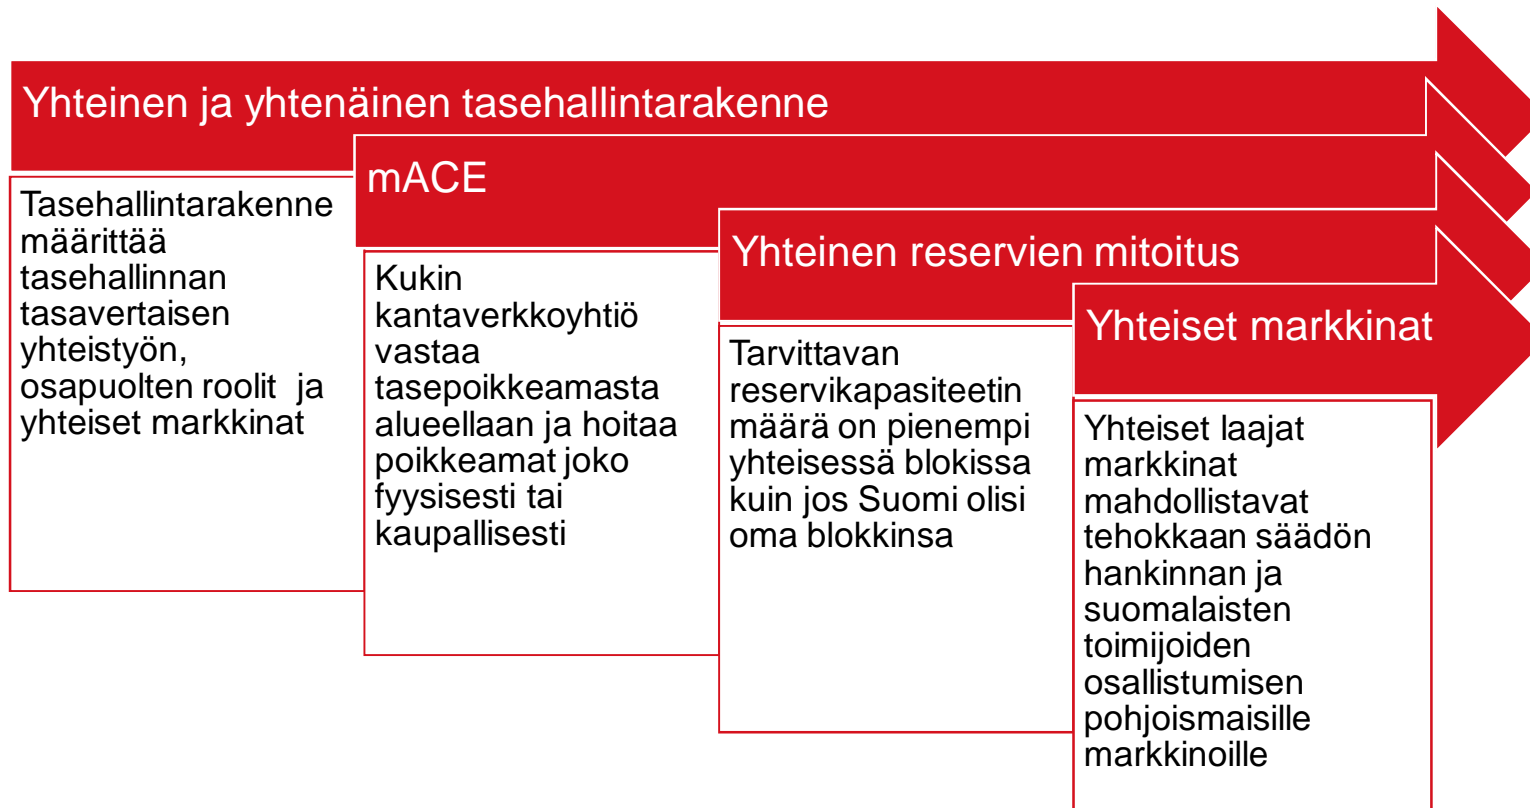 Yhteinen ja yhtenäinen tasehallintarakenne
Tasehallintarakenne
määrittää
tasehallinnan
tasavertaisen
yhteistyön,
osapuolten roolit ja
yhteiset markkinat
mACE
Kukin
kantaverkkoyhtiö
vastaa
tasepoikkeamasta
alueellaan ja hoitaa
poikkeamat joko
fyysisesti tai
kaupallisesti
Yhteinen reservien mitoitus
Tarvittavan
reservikapasiteetin
määrä on pienempi
yhteisessä blokissa
kuin jos Suomi olisi
oma blokkinsa
Yhteiset markkinat
Yhteiset laajat
markkinat
mahdollistavat
tehokkaan säädön
hankinnan ja
suomalaisten
toimijoiden
osallistumisen
pohjoismaisille
markkinoille